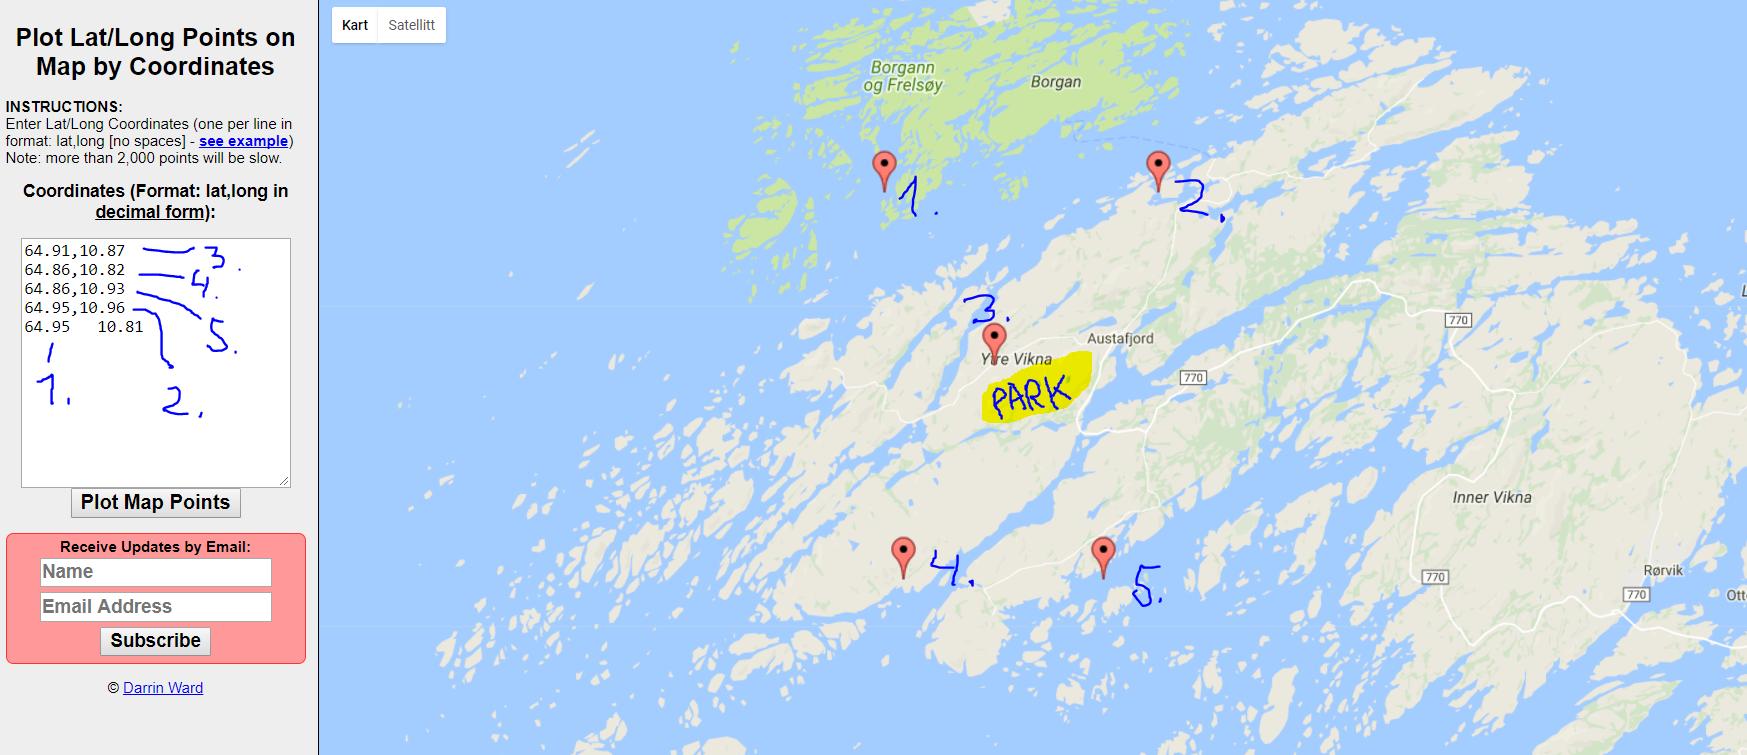 Plot Lat/Long Points on
Map by Coordinates
INSTRUCTIONS:
Enter Lat/Long Coordinates (one per line in
format: lat,long [no spaces] - see example)
Note: more than 2,000 points will be slow.
Coordinates (Format: lat,long in
decimal form):
64.91,10.87 3.
64.86,10.82 4.
64.86,10.93 5.
64.95,10.96
64.95 10.81
1. 2.
Plot Map Points
Receive Updates by Email:
Name
Email Address
Subscribe
© Darrin Ward
Kart Satellitt
Borgann
og Frelsøy
Borgan
1.
2.
3.
Ytre Vikna
Austafjord
PARK
770
770
4.
5.
Inner Vikna
770
Rørvik
770
Ott
L